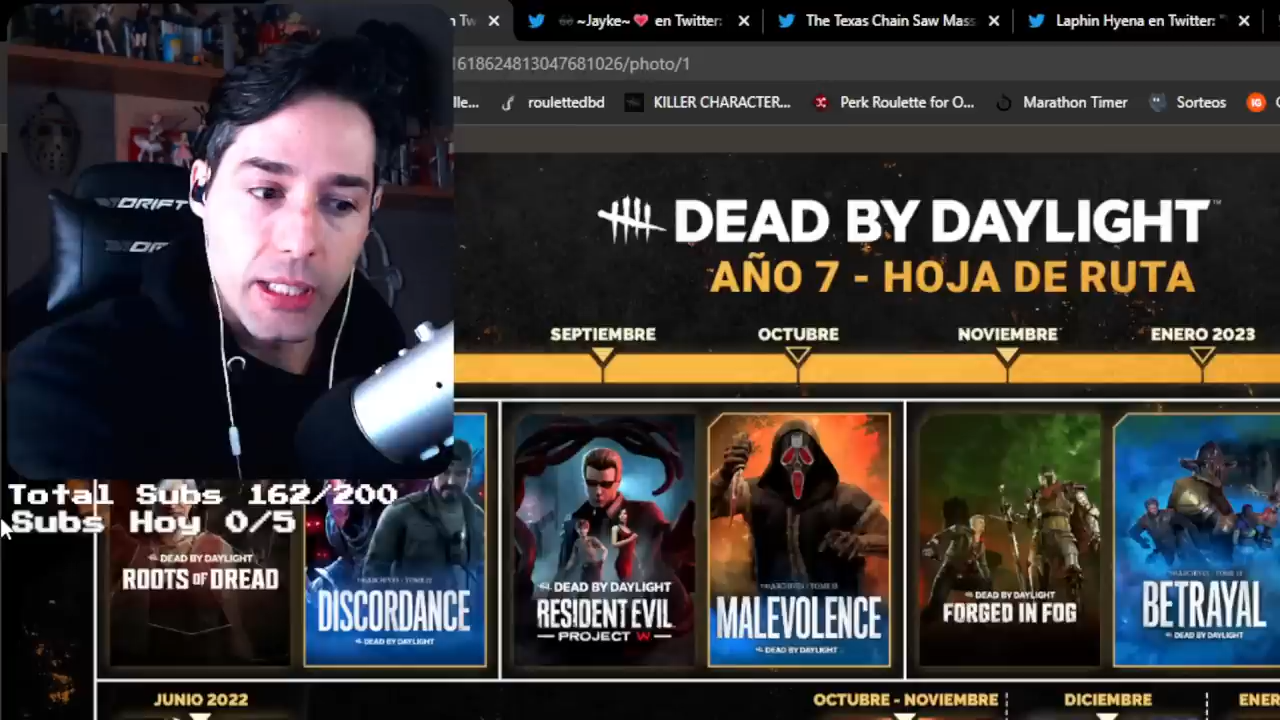 ~Jayke~ en Twitter:
The Texas Chain Saw Mass
Laphin Hyena en Twitter: "
1618624813047681026/photo/1
roulettedbd
KILLER CHARACTER...
Perk Roulette for O...
Marathon Timer
Sorteos
DRIFT
DEAD BY DAYLIGHT™
AÑO 7 - HOJA DE RUTA
SEPTIEMBRE
OCTUBRE
NOVIEMBRE
ENERO 2023
Total Subs 162/200
Subs Hoy 0/5
DEAD BY DAYLIGHT
ROOTS OF DREAD
DISCORDANCE
DEAD BY DAYLIGHT
DEAD BY DAYLIGHT
RESIDENT EVIL
PROJECT W
MALEVOLENCE
DEAD BY DAYLIGHT
DEAD BY DAYLIGHT
FORGED IN FOG
BETRAYAL
DEAD BY DAYLIGHT
JUNIO 2022
OCTUBRE - NOVIEMBRE
DICIEMBRE